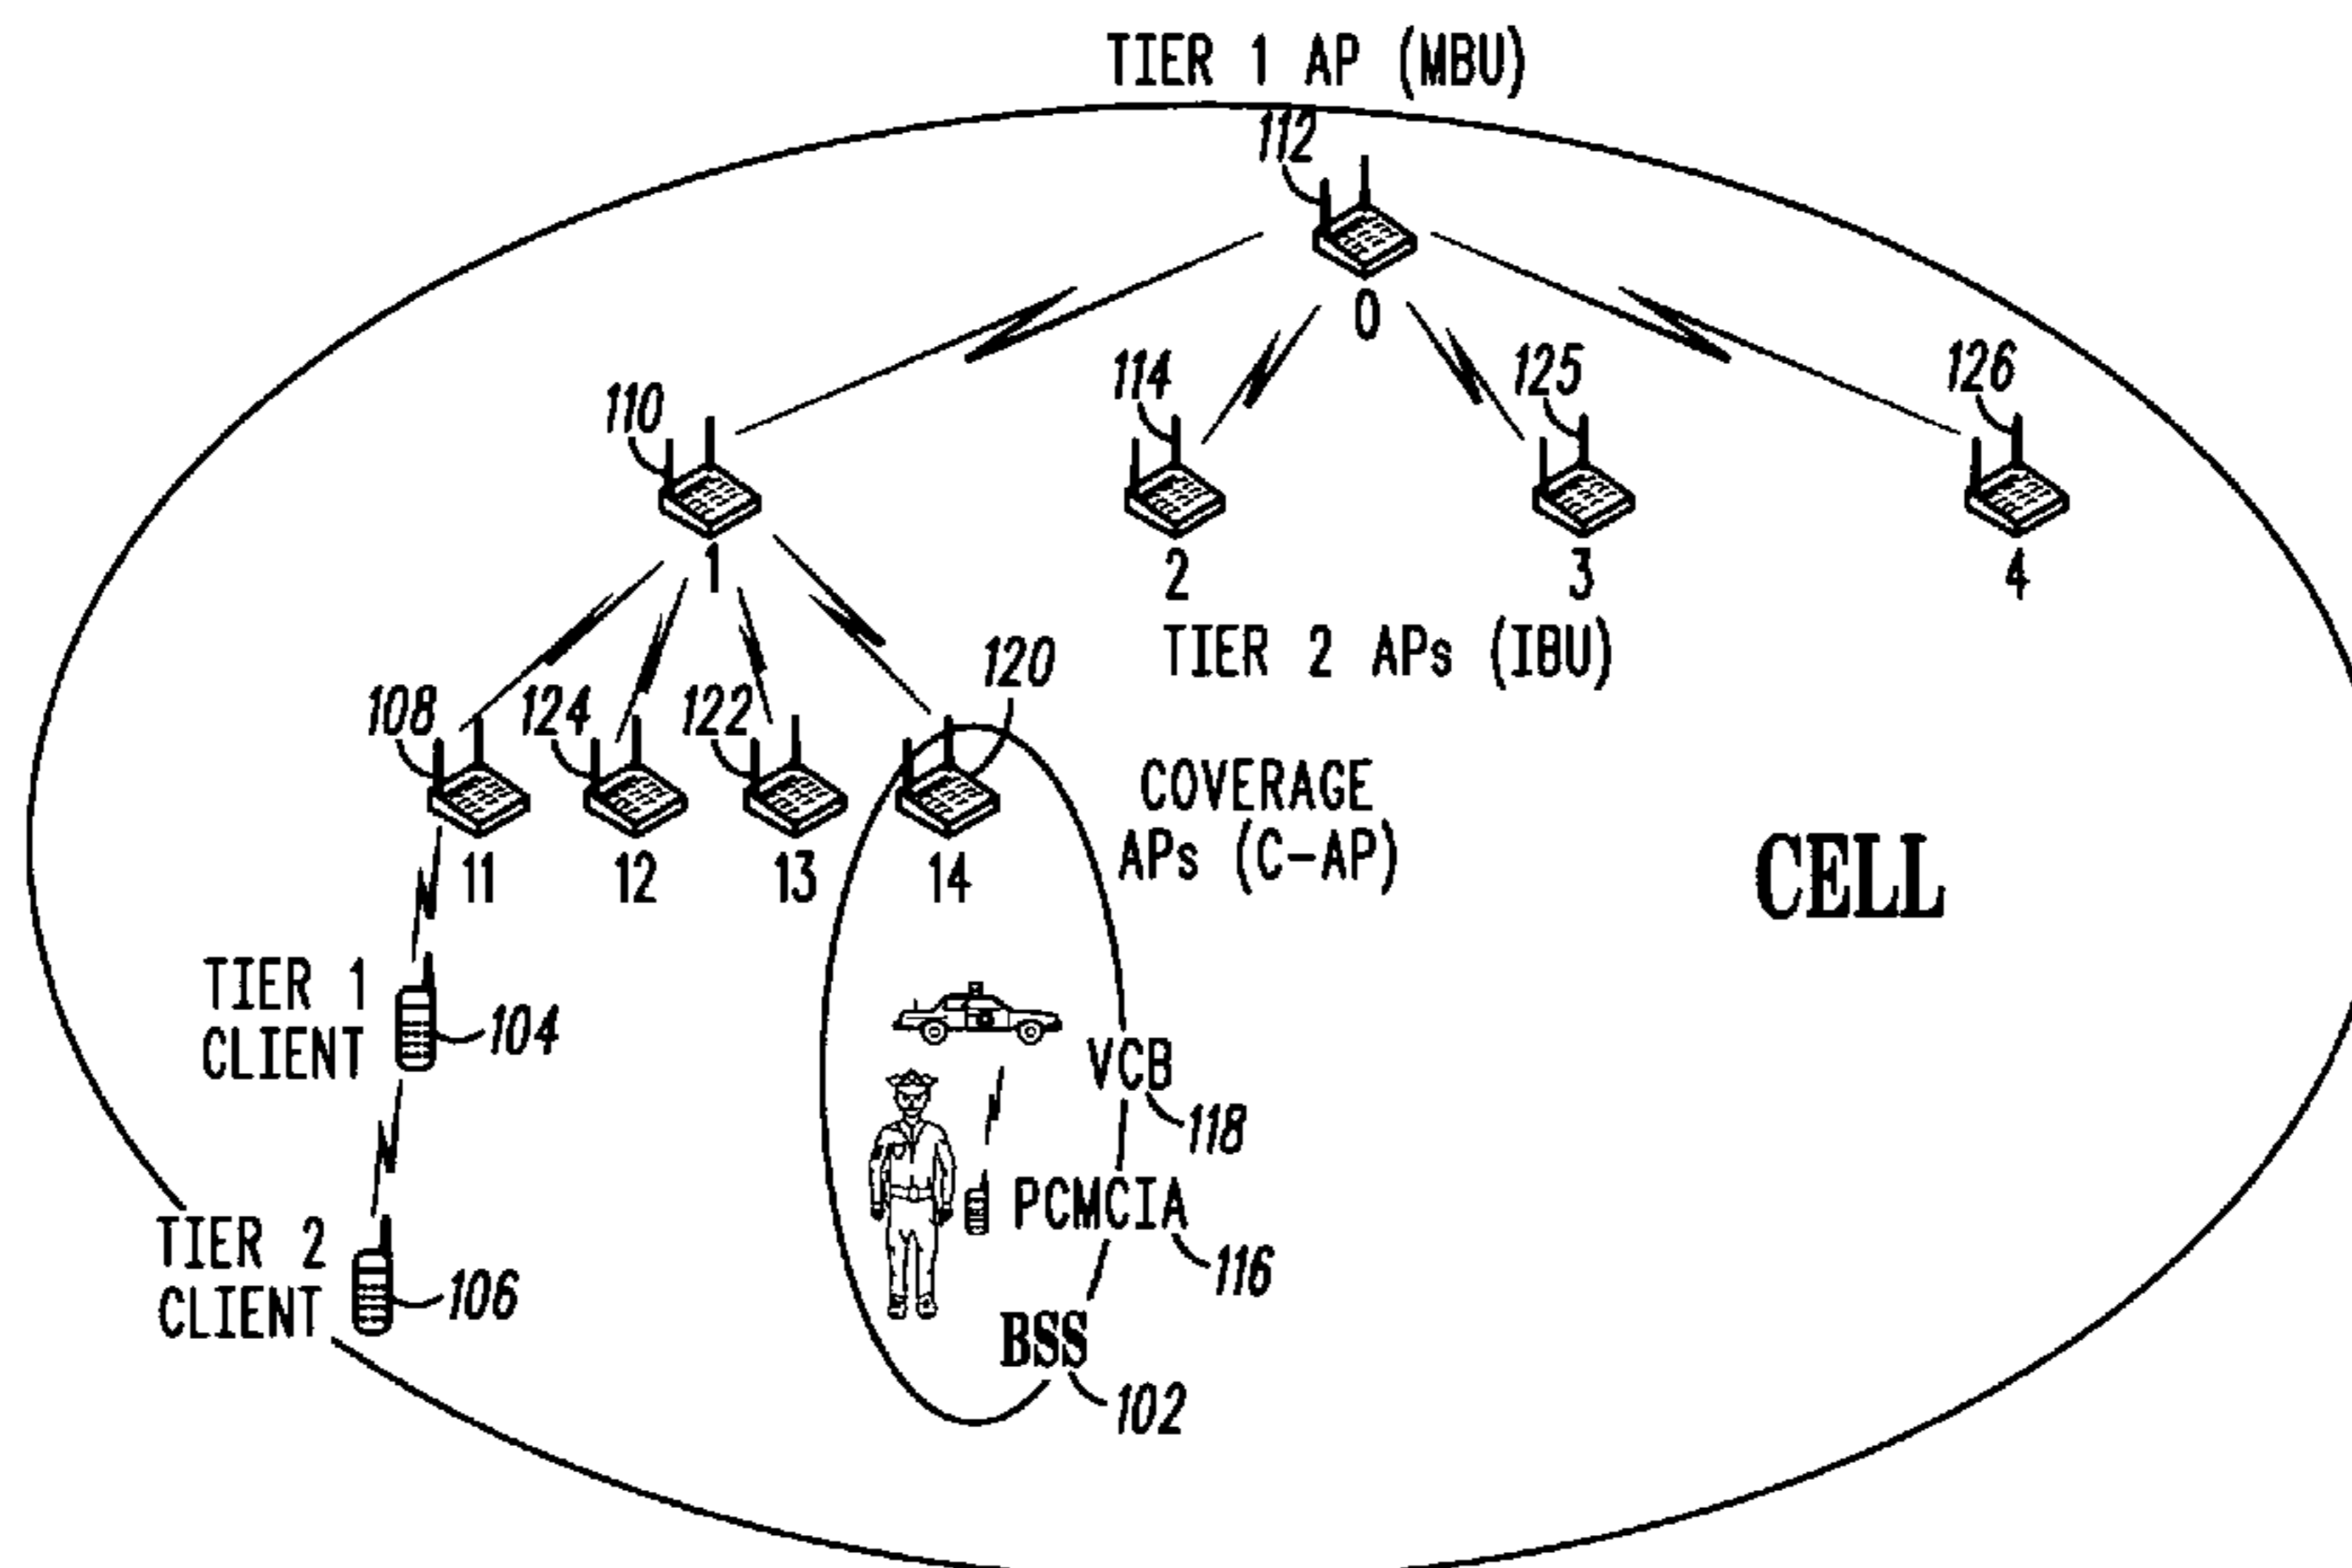 TIER 1 AP (MBU)
112
0
110
114
125
126
1
2
3
4
TIER 2 APs (IBU)
120
108
124
122
COVERAGE
APs (C-AP)
11
12
13
14
CELL
TIER 1
CLIENT
104
VCB
118
PCMCIA
116
TIER 2
CLIENT
106
BSS
102